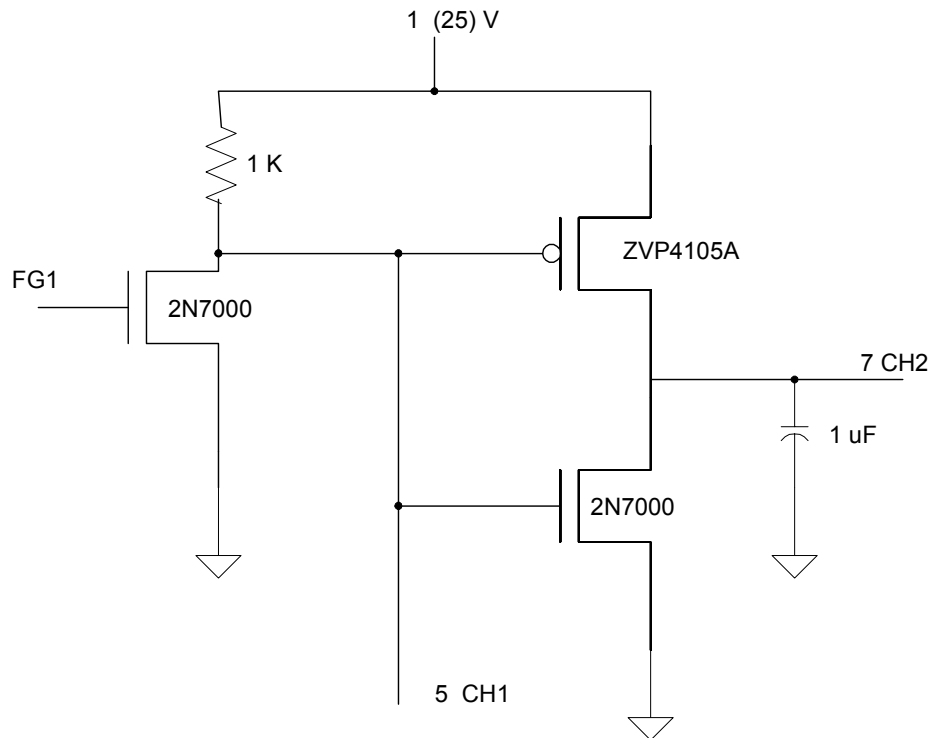 1 (25) V
1 K
ZVP4105A
FG1
2N7000
7 CH2
1 uF
2N7000
5 CH1